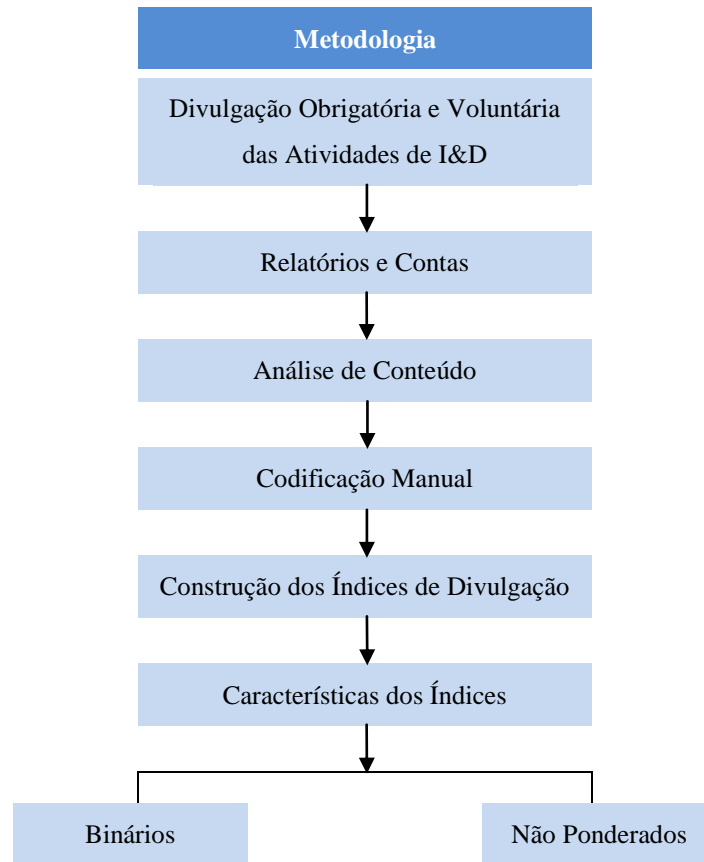 Metodologia
Divulgação Obrigatória e Voluntária
das Atividades de I&D
Relatórios e Contas
Análise de Conteúdo
Codificação Manual
Construção dos Índices de Divulgação
Características dos Índices
Binários
Não Ponderados